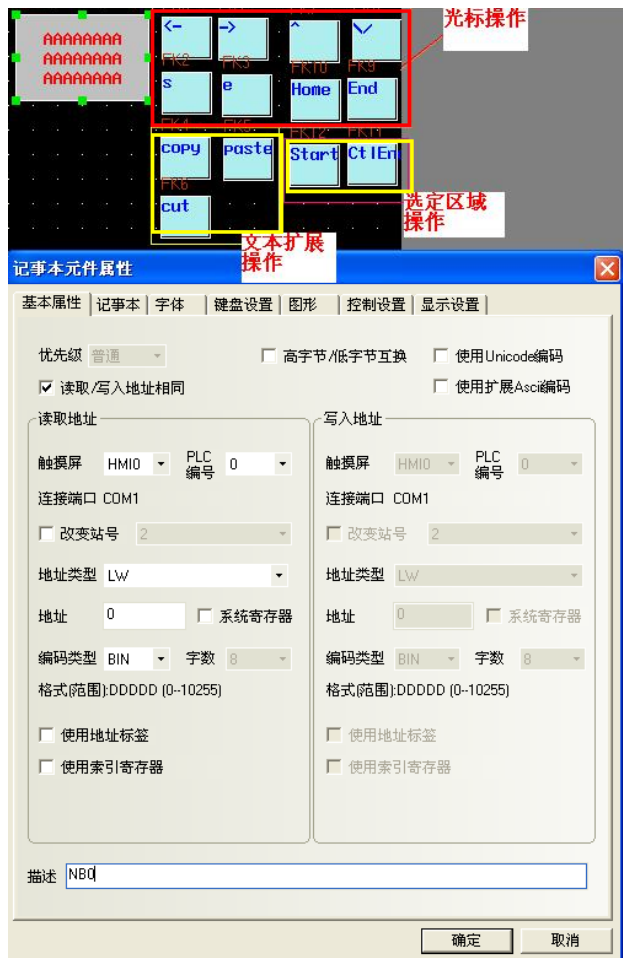 光标操作
AAAAAAAA
AAAAAAAA
AAAAAAAA
<- -> ^ \/
FK2 FK3 FK10 FK9
s e Home End
FK4 FK5 FK12 FK11
copy paste Start CtlEn
FK6
cut
选定区域
操作
文本扩展
操作
记事本元件属性
基本属性 记事本 字体 键盘设置 图形 控制设置 显示设置
优先级 普通 高字节/低字节互换 使用Unicode编码
读取/写入地址相同 使用扩展Ascii编码
读取地址 写入地址
触摸屏 HMI0 PLC编号 0 触摸屏 HMI0 PLC编号 0
连接端口 COM1 连接端口 COM1
改变站号 2 改变站号 2
地址类型 LW 地址类型 LW
地址 0 系统寄存器 地址 0 系统寄存器
编码类型 BIN 字数 8 编码类型 BIN 字数 8
格式(范围):DDDDD (0--10255) 格式(范围):DDDDD (0--10255)
使用地址标签 使用地址标签
使用索引寄存器 使用索引寄存器
描述 NB0
确定 取消